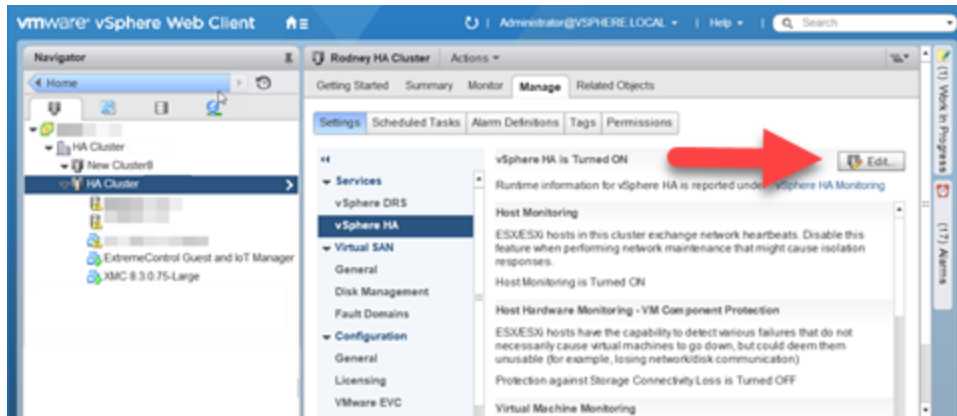 vmware® vSphere Web Client
Administrator@VSPHERE.LOCAL
Help
Search
Navigator
Home
HA Cluster
New Cluster8
HA Cluster
ExtremeControl Guest and IoT Manager
XMC 8.3.0.75-Large
Rodney HA Cluster Actions
Getting Started Summary Monitor Manage Related Objects
Settings Scheduled Tasks Alarm Definitions Tags Permissions
Services
vSphere DRS
vSphere HA
Virtual SAN
General
Disk Management
Fault Domains
Configuration
General
Licensing
VMware EVC
vSphere HA is Turned ON
Edit...
Runtime information for vSphere HA is reported under vSphere HA Monitoring
Host Monitoring
ESX/ESXi hosts in this cluster exchange network heartbeats. Disable this
feature when performing network maintenance that might cause isolation
responses.
Host Monitoring is Turned ON
Host Hardware Monitoring - VM Component Protection
ESX/ESXi hosts have the capability to detect various failures that do not
necessarily cause virtual machines to go down, but could deem them
unusable (for example, losing network/disk communication)
Protection against Storage Connectivity Loss is Turned OFF
Virtual Machine Monitoring
(1) Work In Progress
(17) Alarms